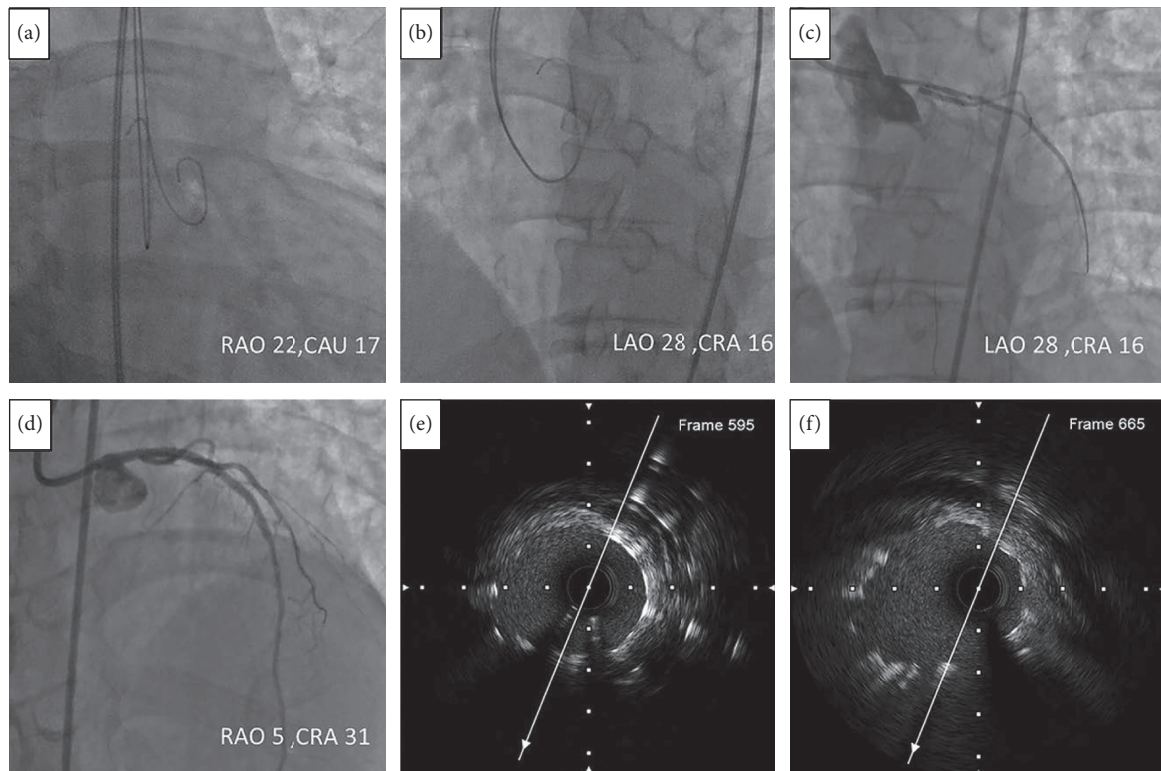 (a)
RAO 22,CAU 17
(b)
LAO 28 ,CRA 16
(c)
LAO 28 ,CRA 16
(d)
RAO 5 ,CRA 31
(e)
Frame 595
(f)
Frame 665